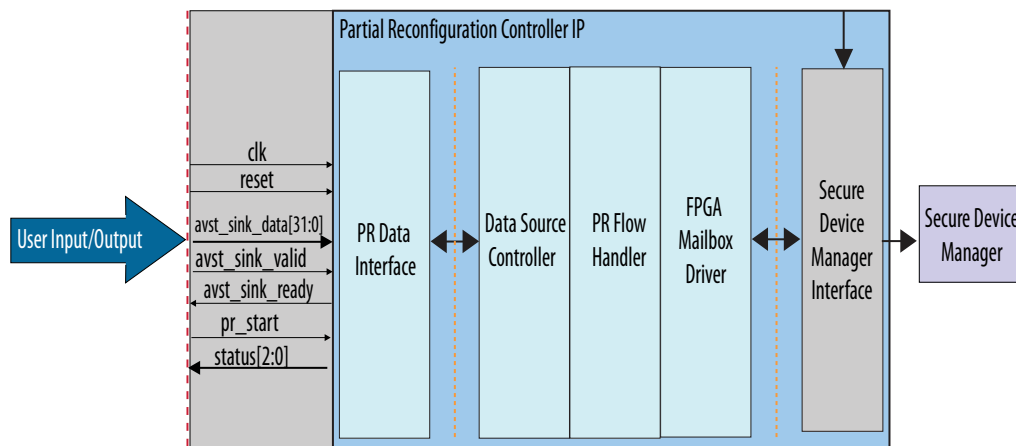 Partial Reconfiguration Controller IP
clk
reset
avst_sink_data[31:0]
avst_sink_valid
avst_sink_ready
pr_start
status[2:0]
User Input/Output
PR Data
Interface
Data Source
Controller
PR Flow
Handler
FPGA
Mailbox
Driver
Secure
Device
Manager
Interface
Secure Device
Manager